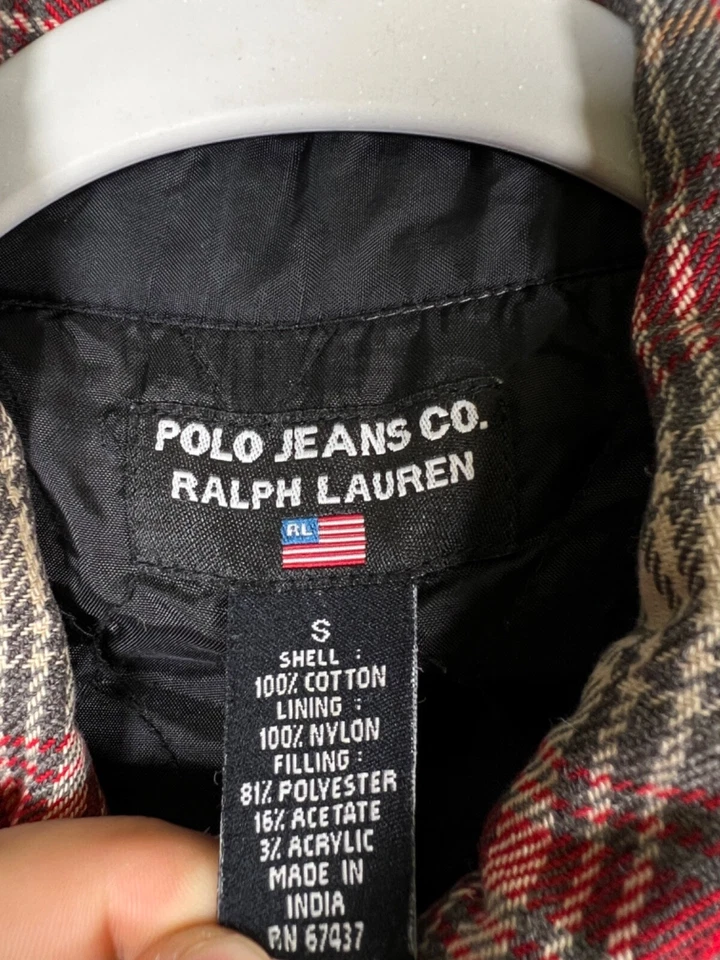 POLO JEANS CO.
RALPH LAUREN
RL
S
SHELL :
100% COTTON
LINING :
100% NYLON
FILLING :
81% POLYESTER
16% ACETATE
3% ACRYLIC
MADE IN
INDIA
RN 67437